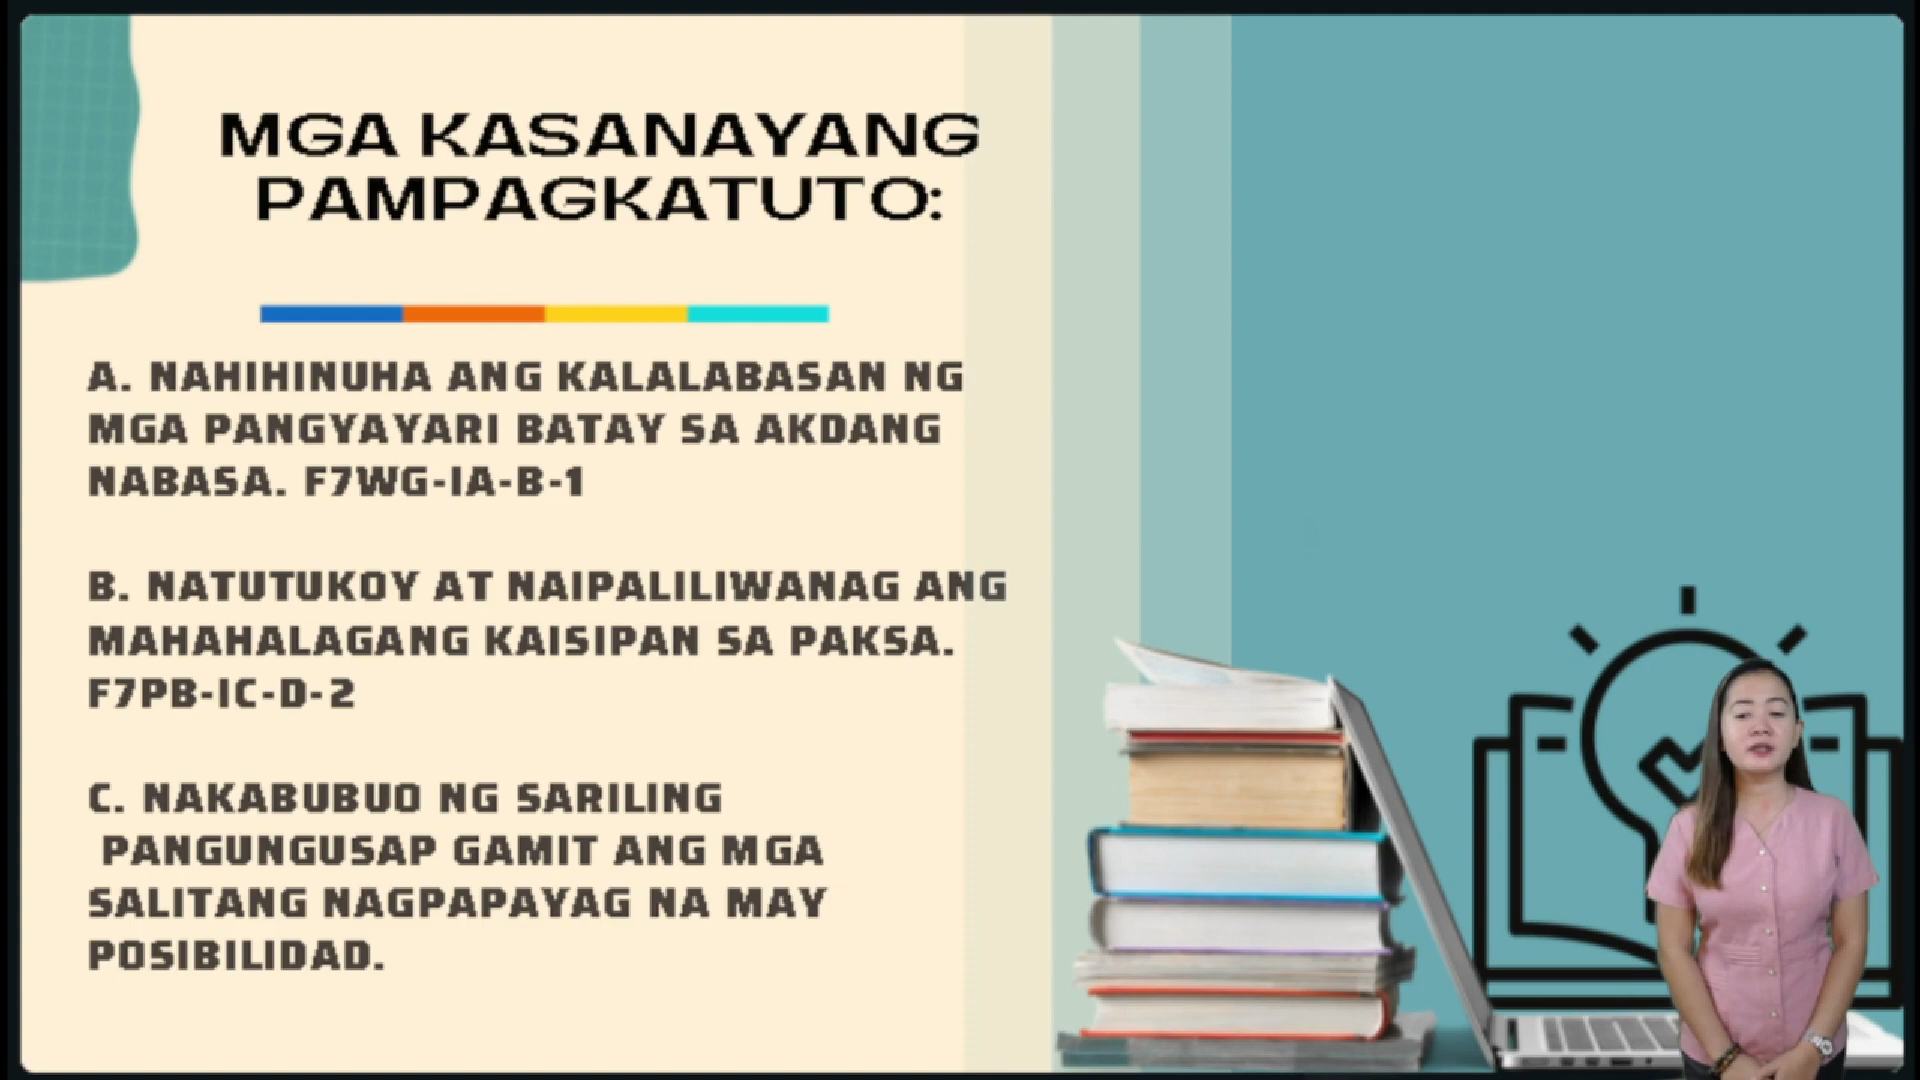 MGA KASANAYANG
PAMPAGKATUTO:
A. NAHIHINUHA ANG KALALABASAN NG
MGA PANGYAYARI BATAY SA AKDANG
NABASA. F7WG-IA-B-1
B. NATUTUKOY AT NAIPALILIWANAG ANG
MAHAHALAGANG KAISIPAN SA PAKSA.
F7PB-IC-D-2
C. NAKABUBUO NG SARILING
PANGUNGUSAP GAMIT ANG MGA
SALITANG NAGPAPAYAG NA MAY
POSIBILIDAD.